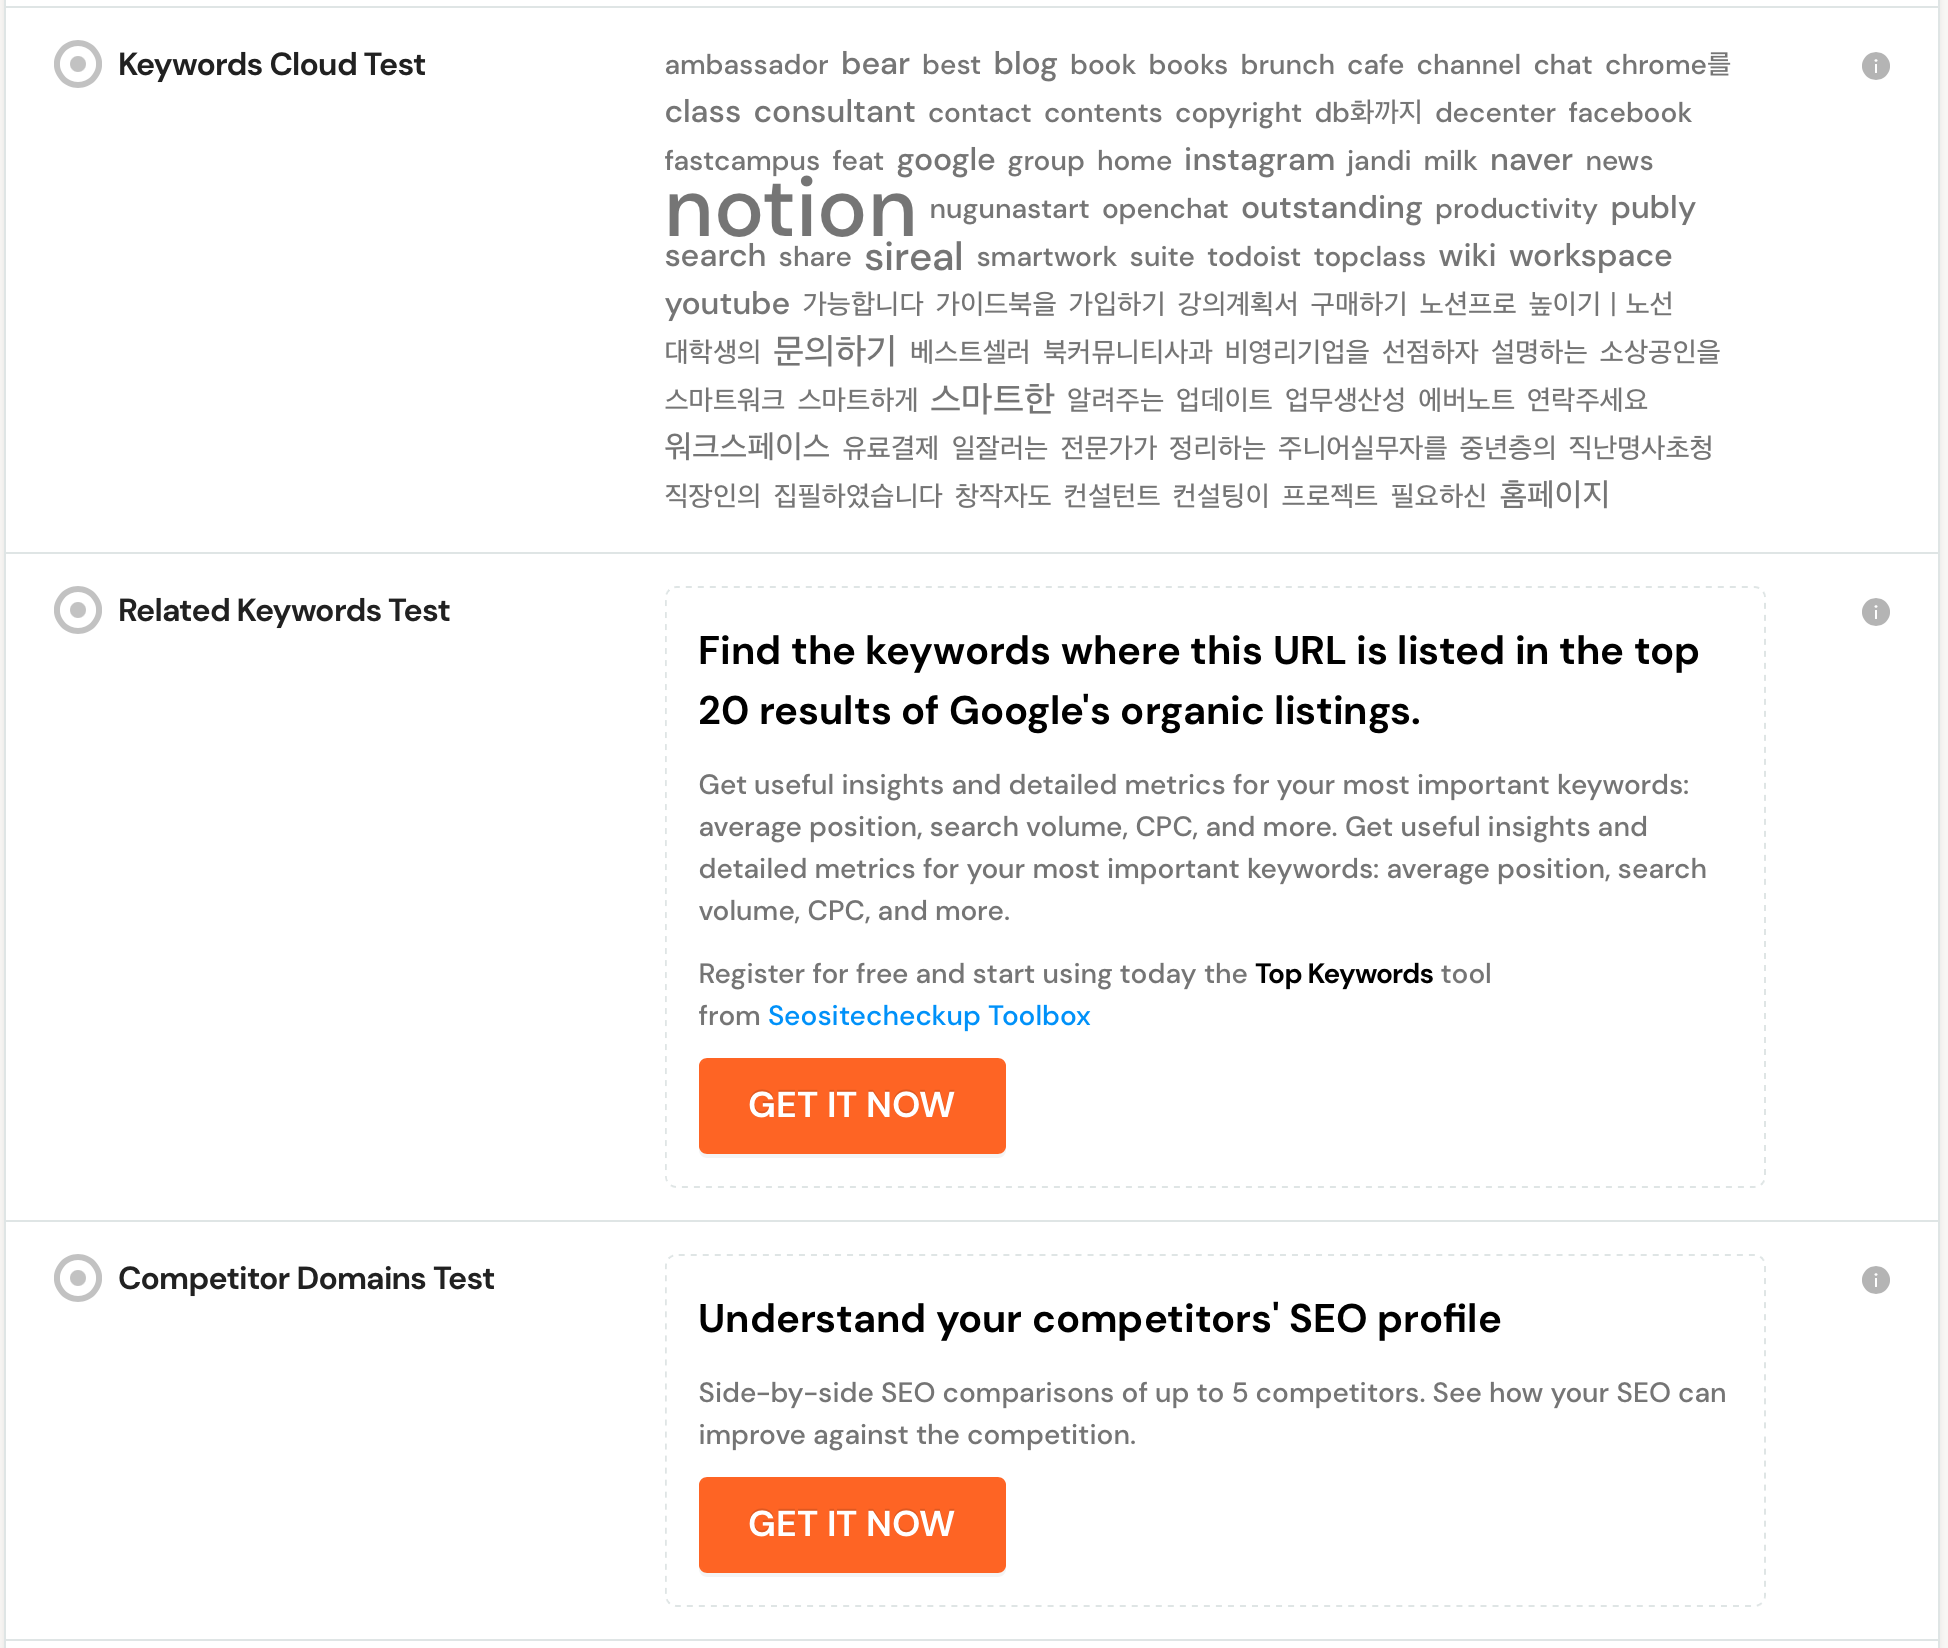 Keywords Cloud Test
ambassador bear best blog book books brunch cafe channel chat chrome를
class consultant contact contents copyright db화까지 decenter facebook
fastcampus feat google group home instagram jandi milk naver news
notion nugunastart openchat outstanding productivity publy
search share sireal smartwork suite todoist topclass wiki workspace
youtube 가능합니다 가이드북을 가입하기 강의계획서 구매하기 노션프로 높이기 | 노선
대학생의 문의하기 베스트셀러 북커뮤니티사과 비영리기업을 선점하자 설명하는 소상공인을
스마트워크 스마트하게 스마트한 알려주는 업데이트 업무생산성 에버노트 연락주세요
워크스페이스 유료결제 일잘러는 전문가가 정리하는 주니어실무자를 중년층의 직난명사초청
직장인의 집필하였습니다 창작자도 컨설턴트 컨설팅이 프로젝트 필요하신 홈페이지
Related Keywords Test
Find the keywords where this URL is listed in the top
20 results of Google's organic listings.
Get useful insights and detailed metrics for your most important keywords:
average position, search volume, CPC, and more. Get useful insights and
detailed metrics for your most important keywords: average position, search
volume, CPC, and more.
Register for free and start using today the Top Keywords tool
from Seositecheckup Toolbox
GET IT NOW
Competitor Domains Test
Understand your competitors' SEO profile
Side-by-side SEO comparisons of up to 5 competitors. See how your SEO can
improve against the competition.
GET IT NOW